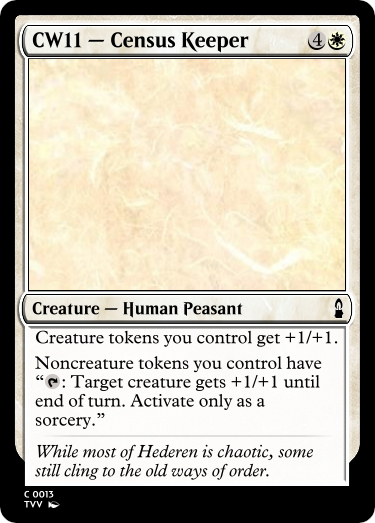 CW11 — Census Keeper 4
Creature — Human Peasant
Creature tokens you control get +1/+1.
Noncreature tokens you control have
“: Target creature gets +1/+1 until
end of turn. Activate only as a
sorcery.”
While most of Hederen is chaotic, some
still cling to the old ways of order.
C 0013
TVV